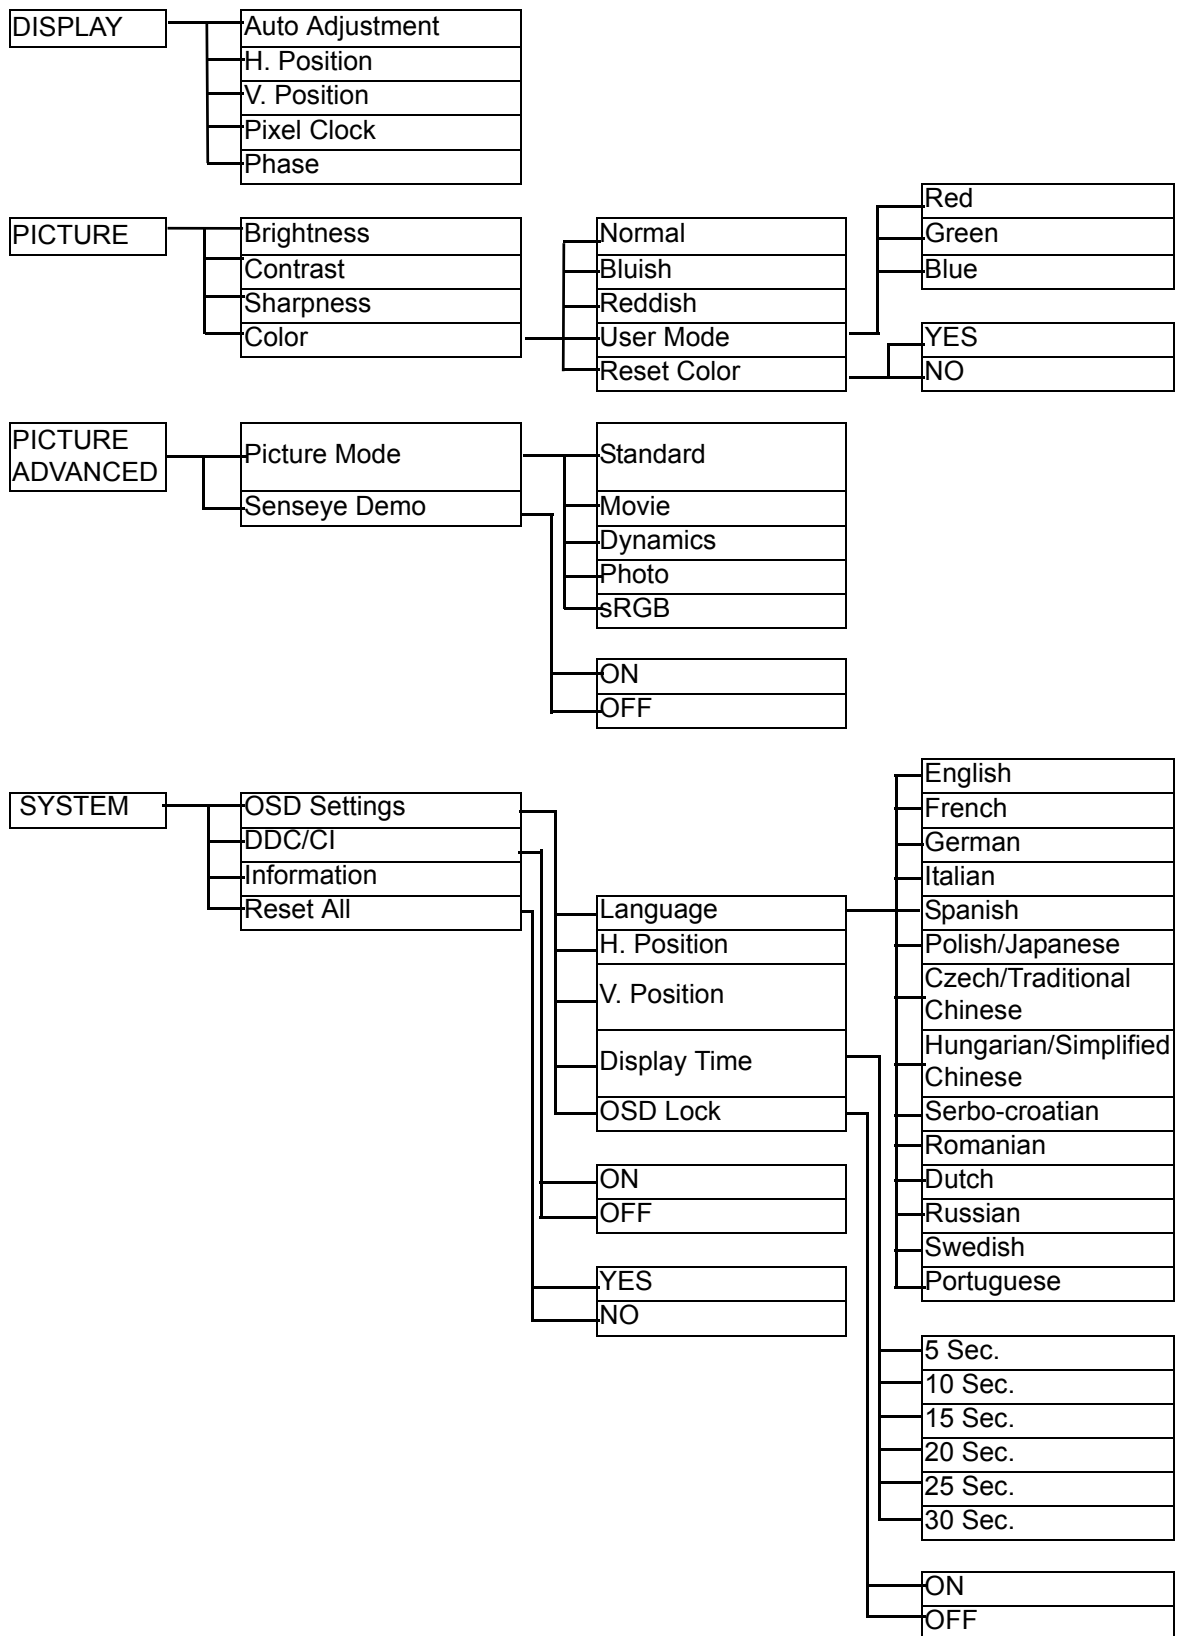 DISPLAY
Auto Adjustment
H. Position
V. Position
Pixel Clock
Phase
PICTURE
Brightness
Contrast
Sharpness
Color
Normal
Bluish
Reddish
User Mode
Reset Color
Red
Green
Blue
YES
NO
PICTURE
ADVANCED
Picture Mode
Senseye Demo
Standard
Movie
Dynamics
Photo
sRGB
ON
OFF
SYSTEM
OSD Settings
DDC/CI
Information
Reset All
Language
H. Position
V. Position
Display Time
OSD Lock
ON
OFF
YES
NO
English
French
German
Italian
Spanish
Polish/Japanese
Czech/Traditional
Chinese
Hungarian/Simplified
Chinese
Serbo-croatian
Romanian
Dutch
Russian
Swedish
Portuguese
5 Sec.
10 Sec.
15 Sec.
20 Sec.
25 Sec.
30 Sec.
ON
OFF